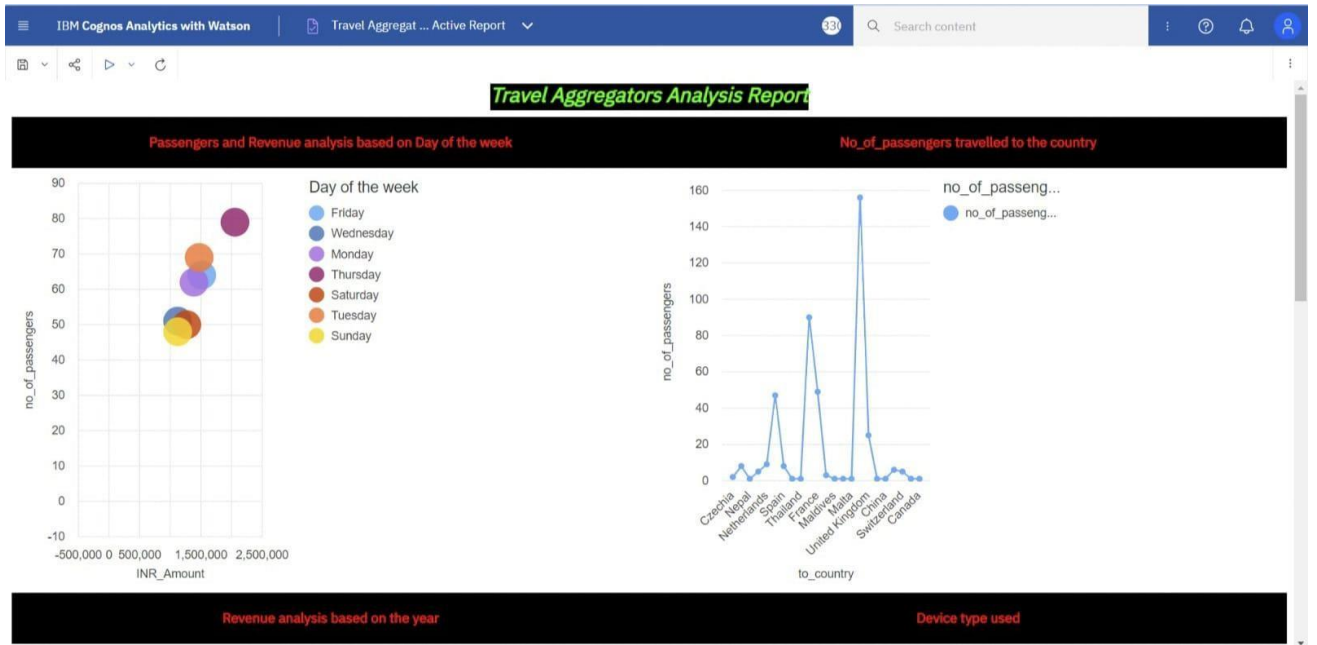 IBM Cognos Analytics with Watson
Travel Aggregat ... Active Report
Search content
Travel Aggregators Analysis Report
Passengers and Revenue analysis based on Day of the week
No_of_passengers travelled to the country
90
80
70
60
50
40
30
20
10
0
-10
no_of_passengers
-500,000 0 500,000 1,500,000 2,500,000
INR_Amount
Day of the week
Friday
Wednesday
Monday
Thursday
Saturday
Tuesday
Sunday
160
140
120
100
80
60
40
20
0
no_of_passengers
Czechia
Nepal
Netherlands
Spain
Thailand
France
Maldives
Malta
United Kingdom
China
Switzerland
Canada
to_country
no_of_passeng...
no_of_passeng...
Revenue analysis based on the year
Device type used